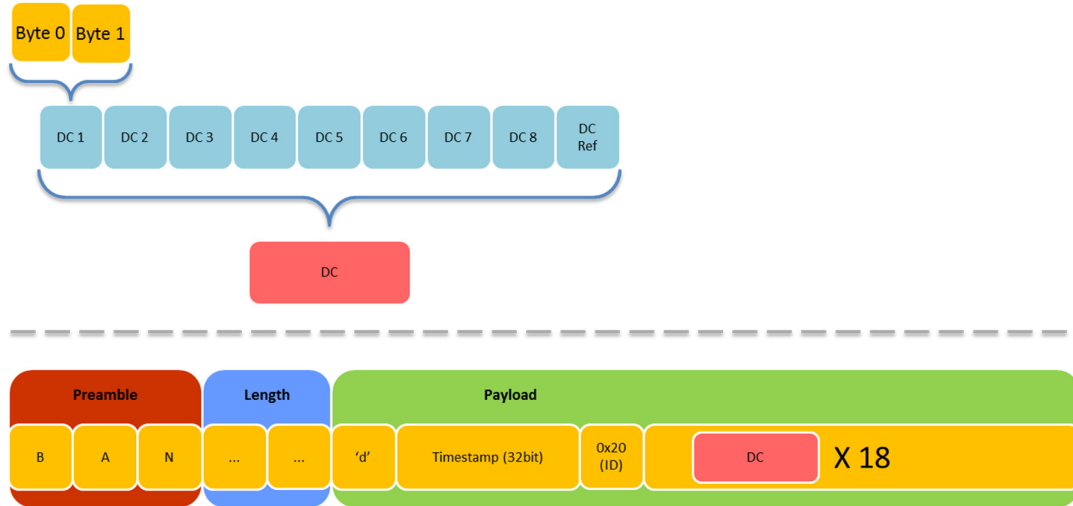 Byte 0 Byte 1
DC 1 DC 2 DC 3 DC 4 DC 5 DC 6 DC 7 DC 8 DC
Ref
DC
Preamble Length Payload
B A N ... ... ‘d’ Timestamp (32bit) 0x20
(ID) DC X 18